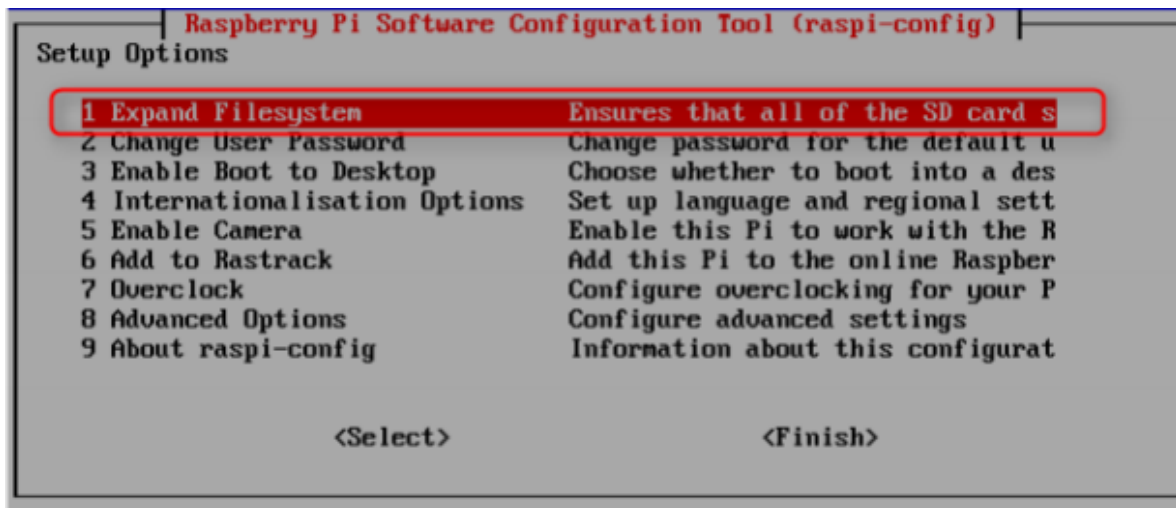 Raspberry Pi Software Configuration Tool (raspi-config)
Setup Options
1 Expand Filesystem Ensures that all of the SD card s
2 Change User Password Change password for the default u
3 Enable Boot to Desktop Choose whether to boot into a des
4 Internationalisation Options Set up language and regional sett
5 Enable Camera Enable this Pi to work with the R
6 Add to Rastrack Add this Pi to the online Raspber
7 Overclock Configure overclocking for your P
8 Advanced Options Configure advanced settings
9 About raspi-config Information about this configurat
<Select> <Finish>